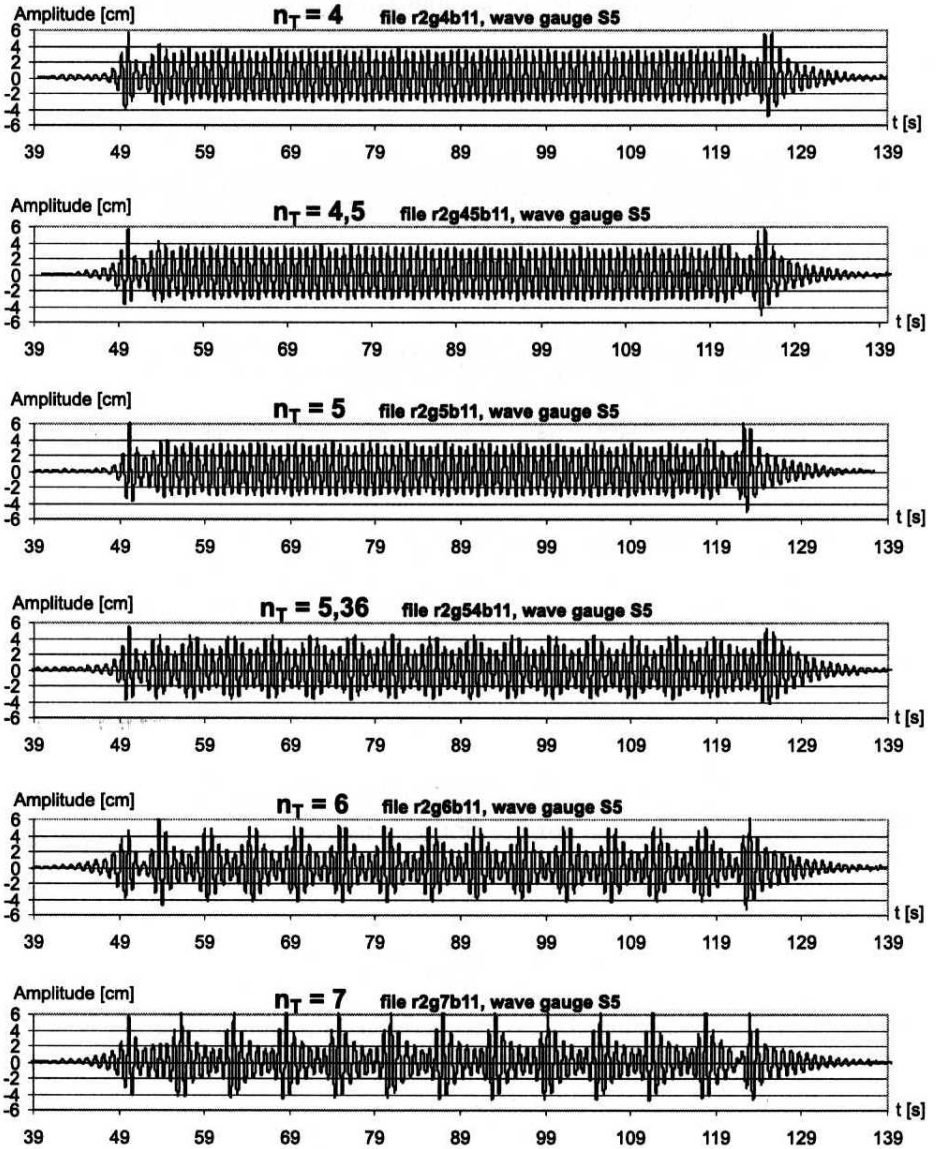 Amplitude [cm] nT = 4 file r2g4b11, wave gauge S5
6
4
2
0
-2
-4
-6
t [s]
39 49 59 69 79 89 99 109 119 129 139
Amplitude [cm] nT = 4,5 file r2g45b11, wave gauge S5
6
4
2
0
-2
-4
-6
t [s]
39 49 59 69 79 89 99 109 119 129 139
Amplitude [cm] nT = 5 file r2g5b11, wave gauge S5
6
4
2
0
-2
-4
-6
t [s]
39 49 59 69 79 89 99 109 119 129 139
Amplitude [cm] nT = 5,36 file r2g54b11, wave gauge S5
6
4
2
0
-2
-4
-6
t [s]
39 49 59 69 79 89 99 109 119 129 139
Amplitude [cm] nT = 6 file r2g6b11, wave gauge S5
6
4
2
0
-2
-4
-6
t [s]
39 49 59 69 79 89 99 109 119 129 139
Amplitude [cm] nT = 7 file r2g7b11, wave gauge S5
6
4
2
0
-2
-4
-6
t [s]
39 49 59 69 79 89 99 109 119 129 139